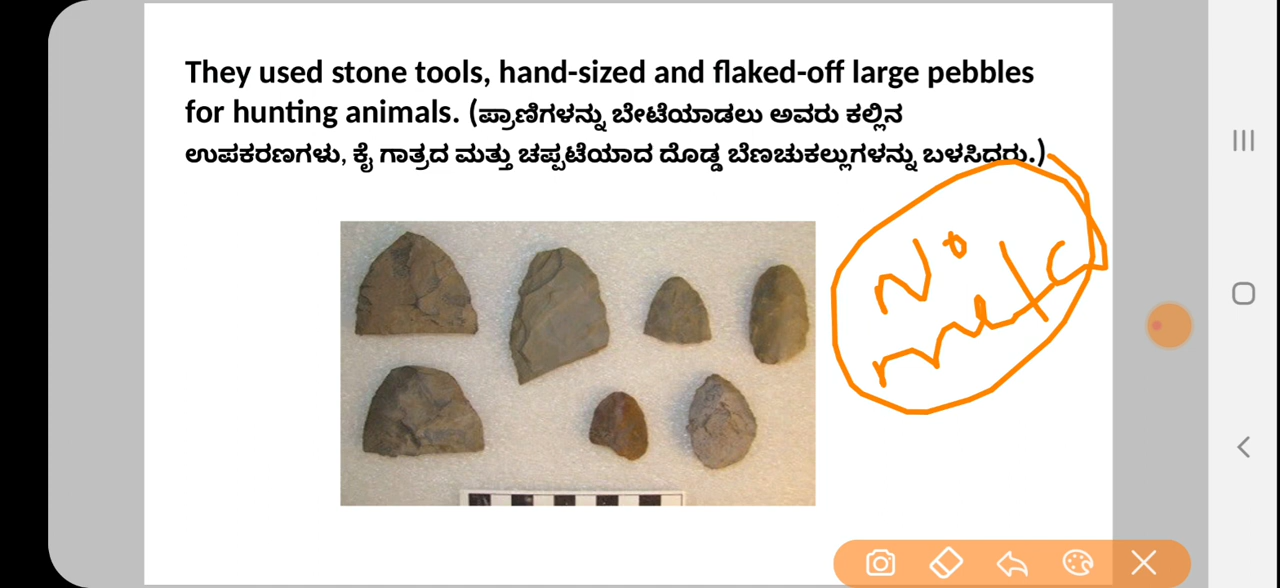 They used stone tools, hand-sized and flaked-off large pebbles
for hunting animals. (ಪ್ರಾಣಿಗಳನ್ನು ಬೇಟೆಯಾಡಲು ಅವರು ಕಲ್ಲಿನ
ಉಪಕರಣಗಳು, ಕೈ ಗಾತ್ರದ ಮತ್ತು ಚಪ್ಪಟೆಯಾದ ದೊಡ್ಡ ಬೆಣಚುಕಲ್ಲುಗಳನ್ನು ಬಳಸಿದರು.)
No